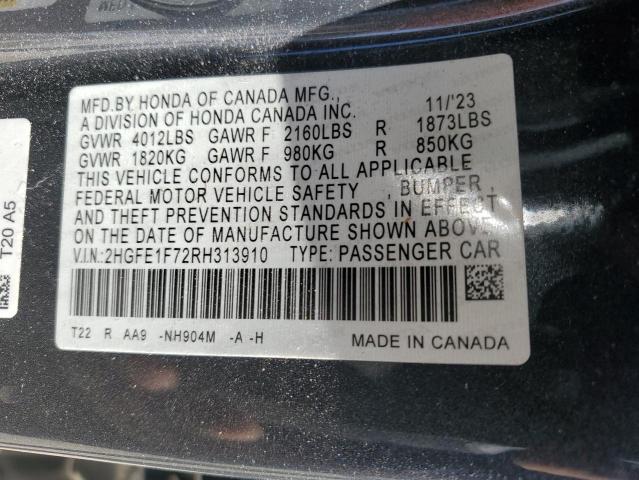 MFD.BY HONDA OF CANADA MFG., 11/'23
A DIVISION OF HONDA CANADA INC.
GVWR 4012LBS GAWR F 2160LBS R 1873LBS
GVWR 1820KG GAWR F 980KG R 850KG
THIS VEHICLE CONFORMS TO ALL APPLICABLE
FEDERAL MOTOR VEHICLE SAFETY , BUMPER ,
AND THEFT PREVENTION STANDARDS IN EFFECT
ON THE DATE OF MANUFACTURE SHOWN ABOVE
V.I.N.:2HGFE1F72RH313910 TYPE: PASSENGER CAR
T22 R AA9 -NH904M -A -H MADE IN CANADA
T20 A5